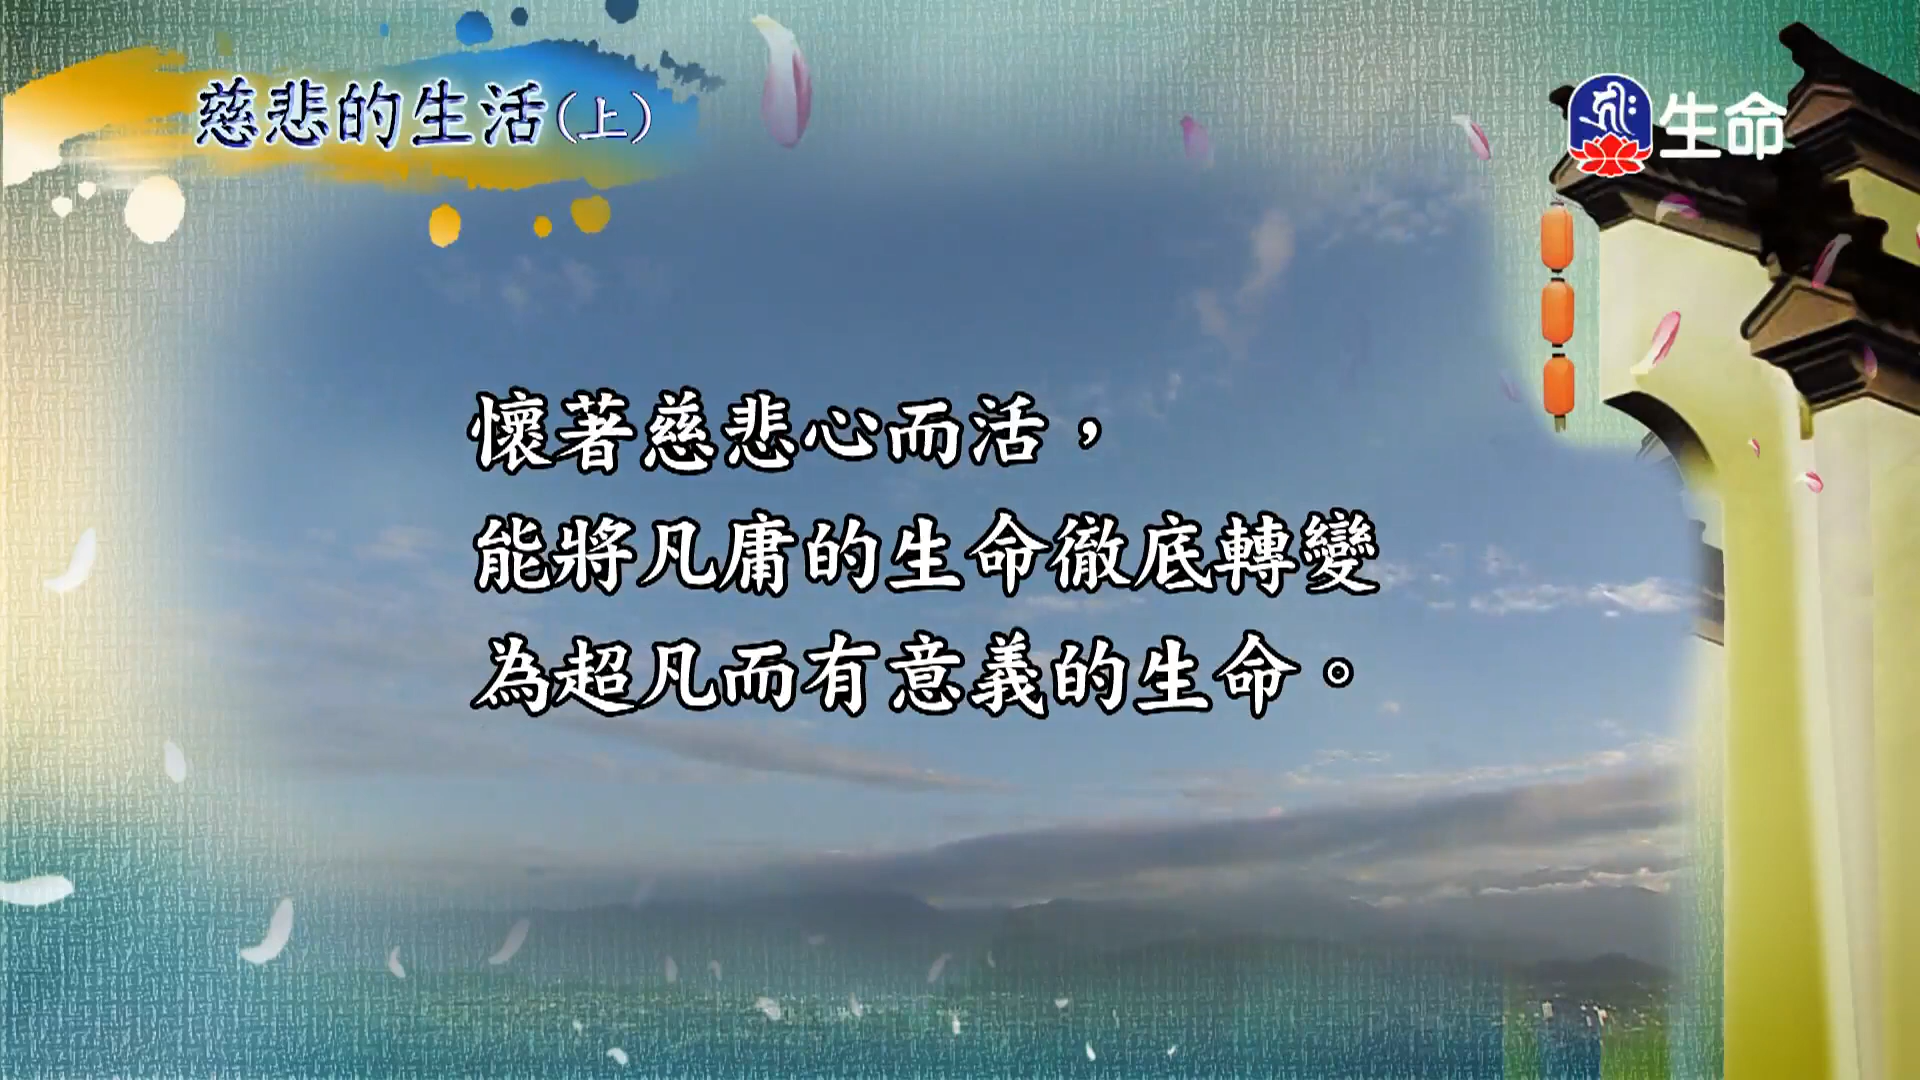 慈悲的生活(上)
生命
懷著慈悲心而活，
能將凡庸的生命徹底轉變
為超凡而有意義的生命。